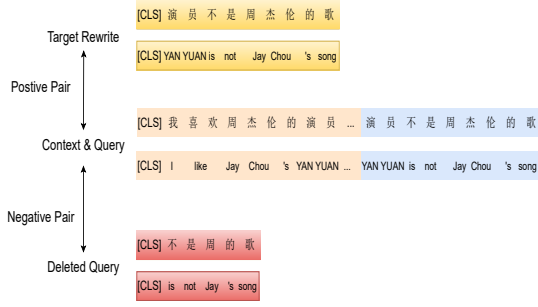 [CLS] 演 员 不 是 周 杰 伦 的 歌
Target Rewrite
[CLS] YAN YUAN is not Jay Chou 's song
Postive Pair
[CLS] 我 喜 欢 周 杰 伦 的 演 员 ... 演 员 不 是 周 杰 伦 的 歌
Context & Query
[CLS] I like Jay Chou 's YAN YUAN ... YAN YUAN is not Jay Chou 's song
Negative Pair
[CLS] 不 是 周 的 歌
Deleted Query
[CLS] is not Jay 's song